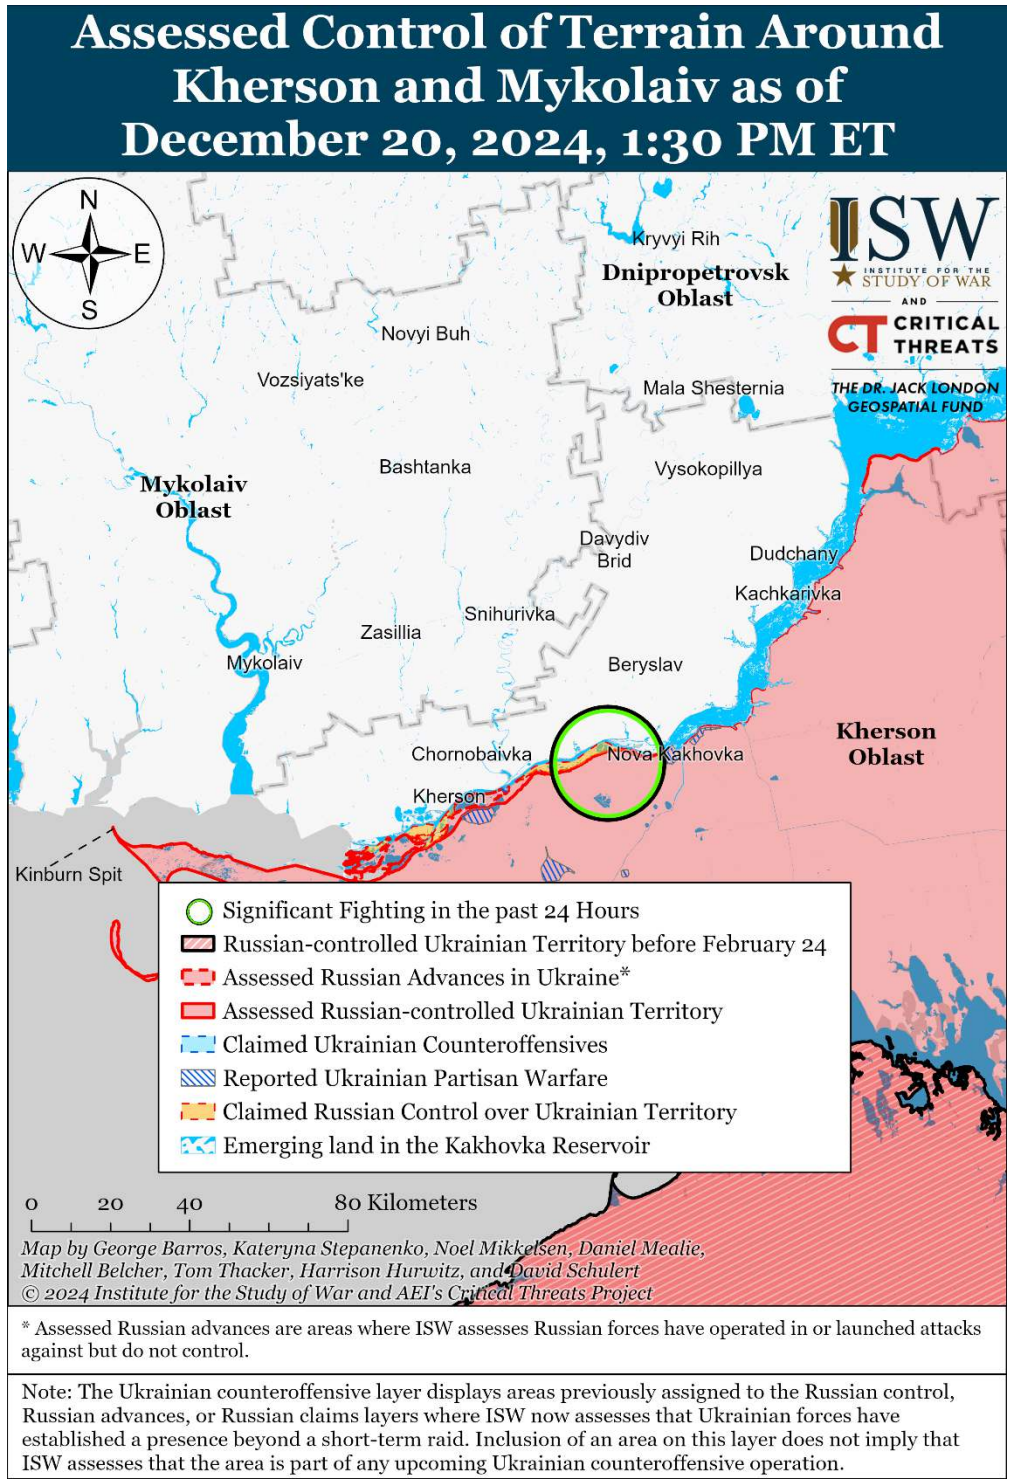 Assessed Control of Terrain Around
Kherson and Mykolaiv as of
December 20, 2024, 1:30 PM ET
N
W
E
S
ISW
INSTITUTE FOR THE
STUDY OF WAR
AND
CT CRITICAL
THREATS
THE DR. JACK LONDON
GEOSPATIAL FUND
Kryvyi Rih
Dnipropetrovsk
Oblast
Novyi Buh
Vozsiyats'ke
Mala Shesternia
Bashtanka
Vysokopillya
Mykolaiv
Oblast
Davydiv
Brid
Dudchany
Kachkarivka
Snihurivka
Zasillia
Mykolaiv
Beryslav
Kherson
Oblast
Chornobaivka
Nova Kakhovka
Kherson
Kinburn Spit
Significant Fighting in the past 24 Hours
Russian-controlled Ukrainian Territory before February 24
Assessed Russian Advances in Ukraine*
Assessed Russian-controlled Ukrainian Territory
Claimed Ukrainian Counteroffensives
Reported Ukrainian Partisan Warfare
Claimed Russian Control over Ukrainian Territory
Emerging land in the Kakhovka Reservoir
0 20 40 80 Kilometers
Map by George Barros, Kateryna Stepanenko, Noel Mikkelsen, Daniel Mealie,
Mitchell Belcher, Tom Thacker, Harrison Hurwitz, and David Schulert
© 2024 Institute for the Study of War and AEI's Critical Threats Project
* Assessed Russian advances are areas where ISW assesses Russian forces have operated in or launched attacks
against but do not control.
Note: The Ukrainian counteroffensive layer displays areas previously assigned to the Russian control,
Russian advances, or Russian claims layers where ISW now assesses that Ukrainian forces have
established a presence beyond a short-term raid. Inclusion of an area on this layer does not imply that
ISW assesses that the area is part of any upcoming Ukrainian counteroffensive operation.